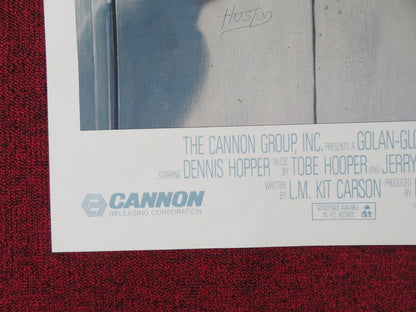 Huston
THE CANNON GROUP, INC. PRESENTS A GOLAN-GLO
STARRING DENNIS HOPPER MUSIC BY TOBE HOOPER AND JERRY
WRITTEN BY L.M. KIT CARSON PRODUCED BY
CANNON
RELEASING CORPORATION
SOUNDTRACK AVAILABLE
ON I.R.S. RECORDS